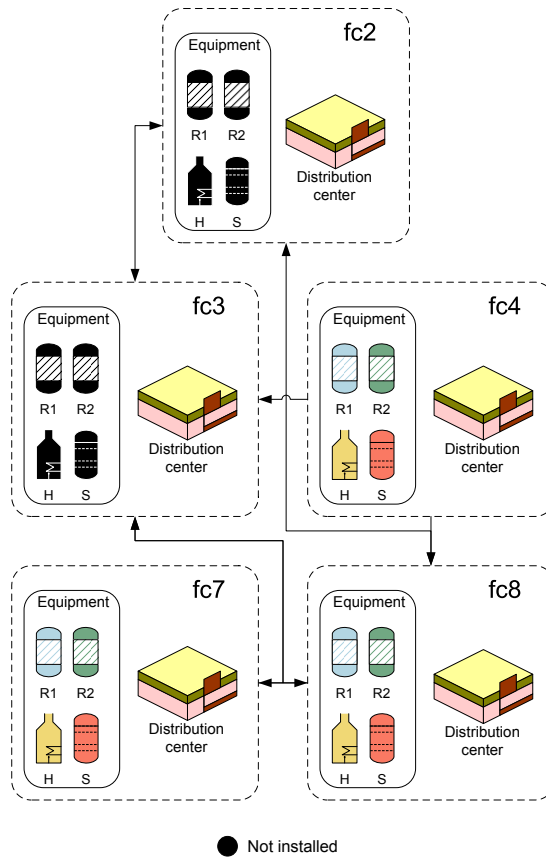 fc2
Equipment
R1 R2
H S
Distribution
center
fc3
Equipment
R1 R2
H S
Distribution
center
fc4
Equipment
R1 R2
H S
Distribution
center
fc7
Equipment
R1 R2
H S
Distribution
center
fc8
Equipment
R1 R2
H S
Distribution
center
Not installed